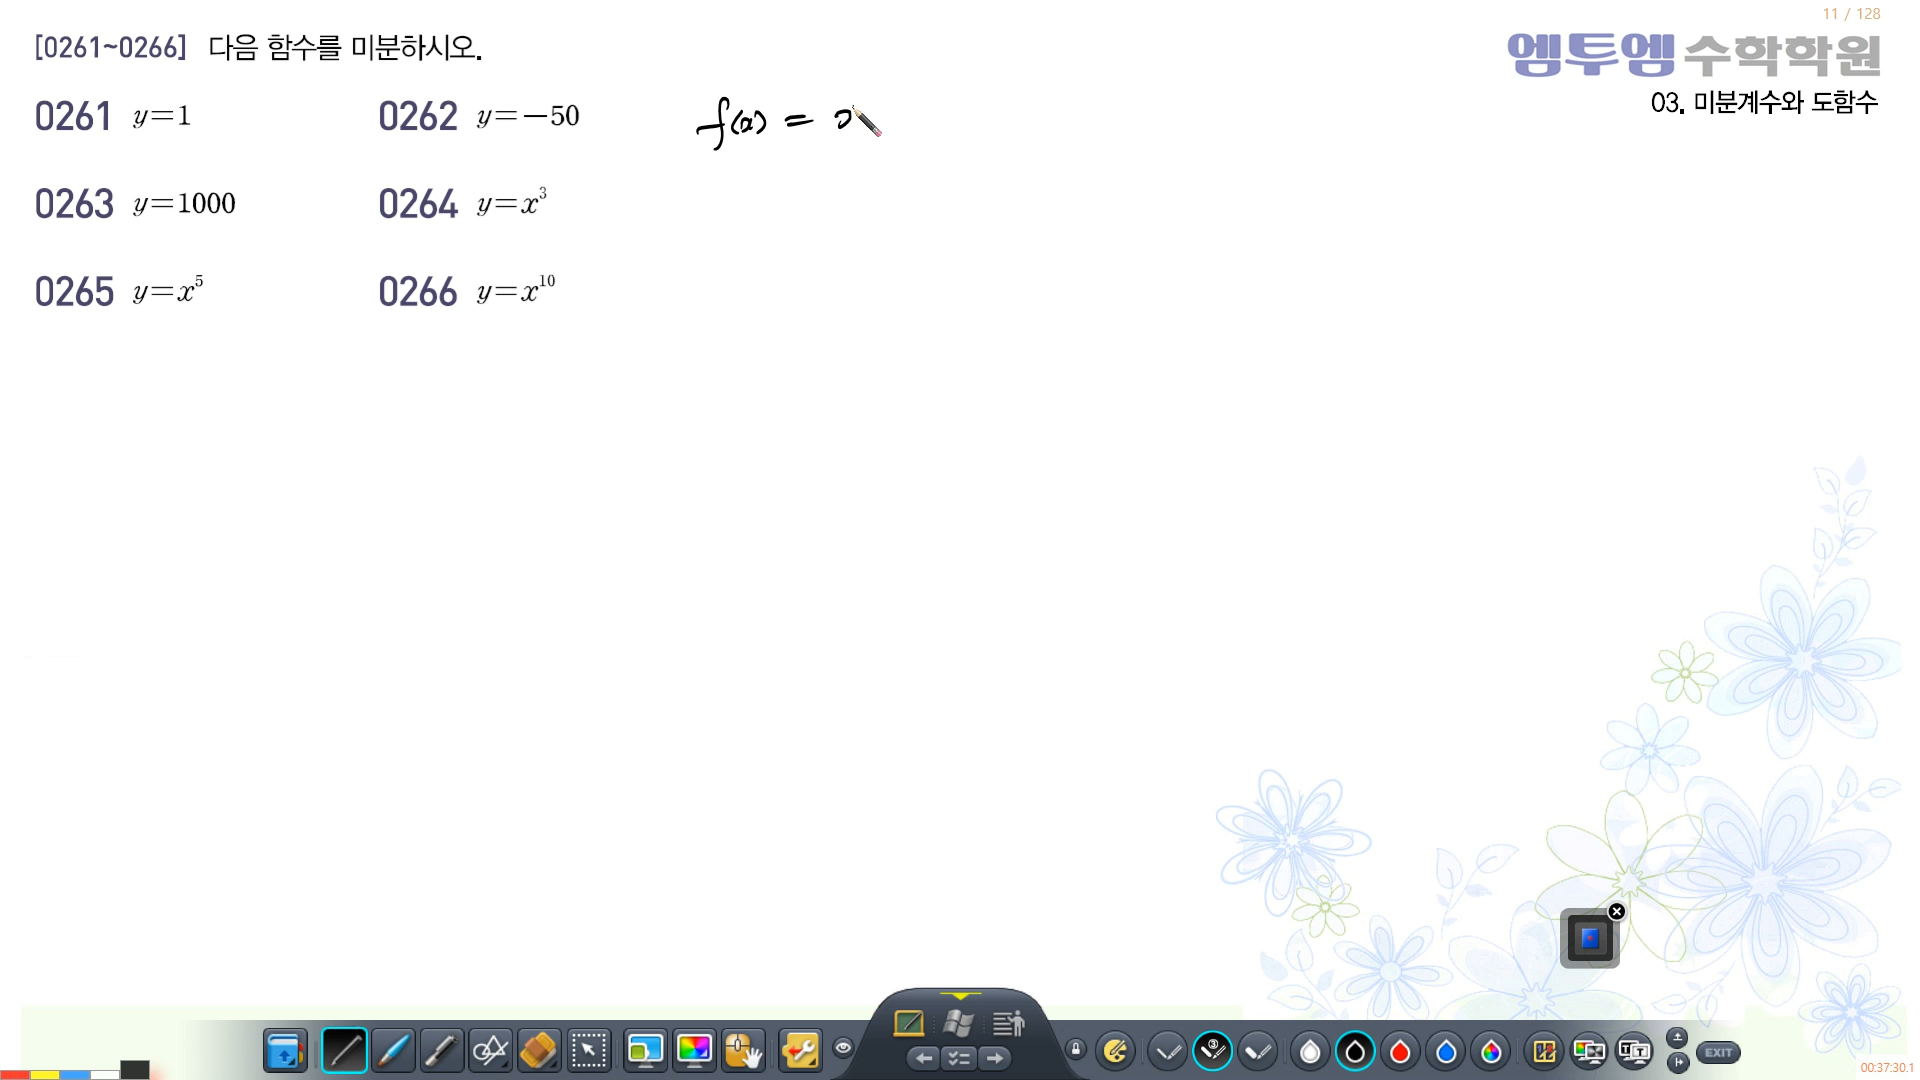 11 / 128
[0261~0266] 다음 함수를 미분하시오.
엠투엠 수학학원
03. 미분계수와 도함수
0261 y=1
0262 y=-50
f(x) =
0263 y=1000
0264 y=x³
0265 y=x⁵
0266 y=x¹⁰
EXIT
00:37:30.1